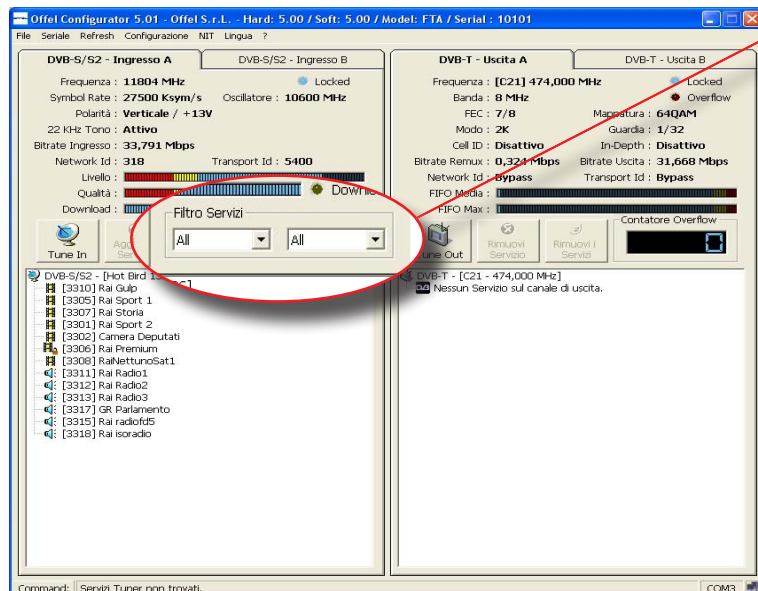 Offel Configurator 5.01 - Offel S.r.L. - Hard: 5.00 / Soft: 5.00 / Model: FTA / Serial : 10101
File Seriale Refresh Configurazione NIT Lingua ?
DVB-S/S2 - Ingresso A
DVB-S/S2 - Ingresso B
Frequenza : 11804 MHz
Locked
Symbol Rate : 27500 Ksym/s
Oscillatore : 10600 MHz
Polarità : Verticale / +13V
22 KHz Tono : Attivo
Bitrate Ingresso : 33,791 Mbps
Network Id : 318
Transport Id : 5400
Livello :
Qualità :
Download :
Filtro Servizi
All
All
Tune In
DVB-S/S2 - [Hot Bird
[3310] Rai Gulp
[3305] Rai Sport 1
[3307] Rai Storia
[3301] Rai Sport 2
[3302] Camera Deputati
[3306] Rai Premium
[3308] RaiNettunoSat1
[3311] Rai Radio1
[3312] Rai Radio2
[3313] Rai Radio3
[3317] GR Parlamento
[3315] Rai radiofd5
[3318] Rai isoradio
DVB-T - Uscita A
DVB-T - Uscita B
Frequenza : [C21] 474,000 MHz
Locked
Banda : 8 MHz
Overflow
FEC : 7/8
Mappatura : 64QAM
Modo : 2K
Guardia : 1/32
Cell ID : Disattivo
In-Depth : Disattivo
Bitrate Remux : 0,324 Mbps
Bitrate Uscita : 31,668 Mbps
Network Id : Bypass
Transport Id : Bypass
FIFO Media :
FIFO Max :
Tune Out
Rimuovi Servizio
Rimuovi i Servizi
Contatore Overflow
0
DVB-T - [C21 - 474,000 MHz]
Nessun Servizio sul canale di uscita.
Command: Servizi Tuner non trovati.
COM3